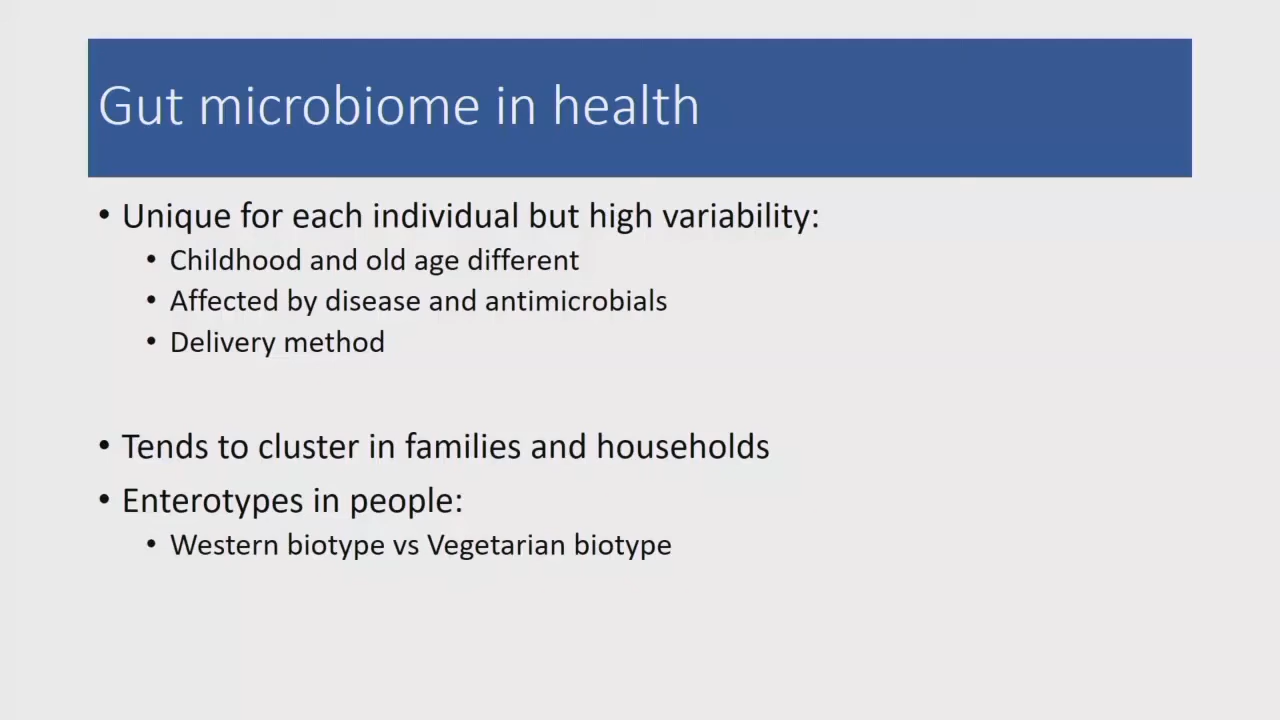 Gut microbiome in health
• Unique for each individual but high variability:
• Childhood and old age different
• Affected by disease and antimicrobials
• Delivery method
• Tends to cluster in families and households
• Enterotypes in people:
• Western biotype vs Vegetarian biotype